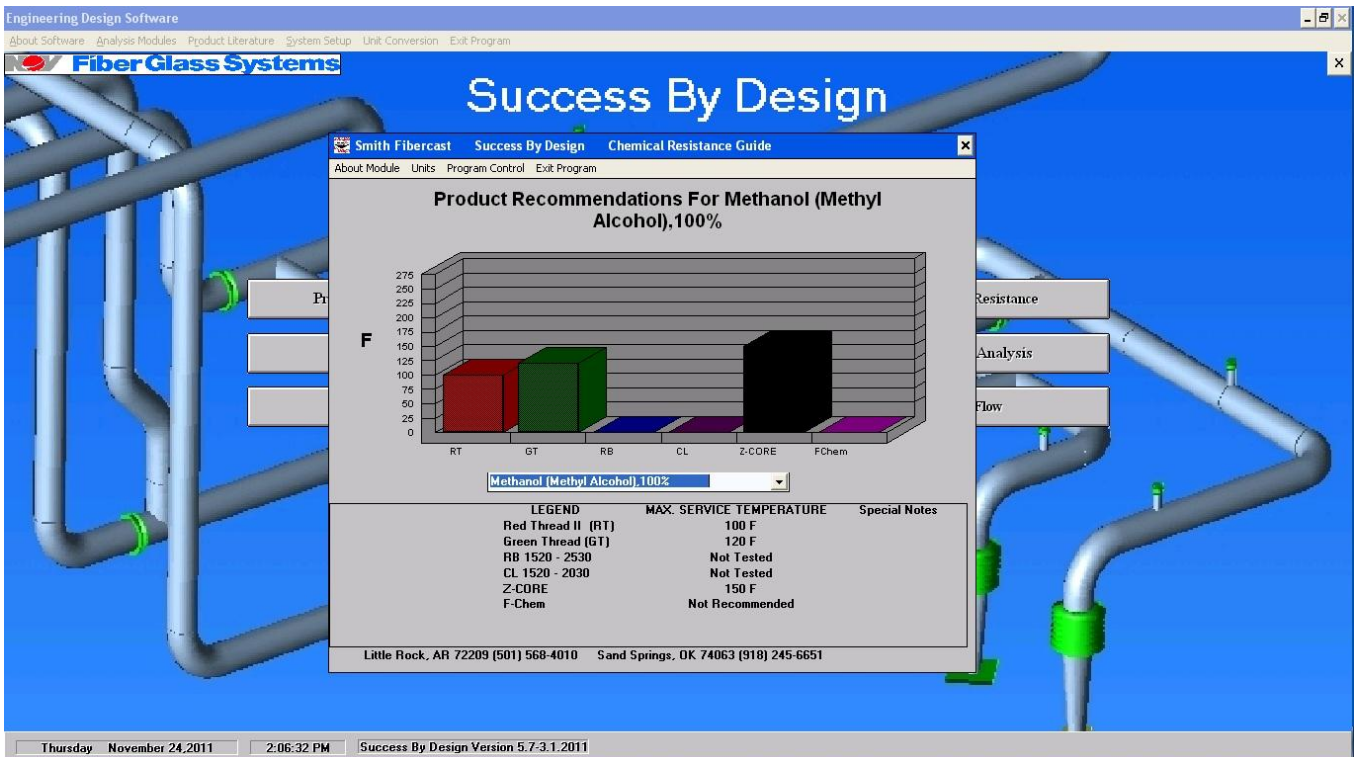 Engineering Design Software
About Software Analysis Modules Product Literature System Setup Unit Conversion Exit Program
NOV Fiber Glass Systems
Success By Design
Smith Fibercast Success By Design Chemical Resistance Guide
About Module Units Program Control Exit Program
Product Recommendations For Methanol (Methyl
Alcohol),100%
275
250
225
200
175
150
125
100
75
50
25
0
F
RT GT RB CL Z-CORE FChem
Methanol (Methyl Alcohol),100%
LEGEND MAX. SERVICE TEMPERATURE Special Notes
Red Thread II (RT) 100 F
Green Thread (GT) 120 F
RB 1520 - 2530 Not Tested
CL 1520 - 2030 Not Tested
Z-CORE 150 F
F-Chem Not Recommended
Little Rock, AR 72209 (501) 568-4010 Sand Springs, OK 74063 (918) 245-6651
Pr
Resistance
Analysis
Flow
Thursday November 24,2011 2:06:32 PM Success By Design Version 5.7-3.1.2011